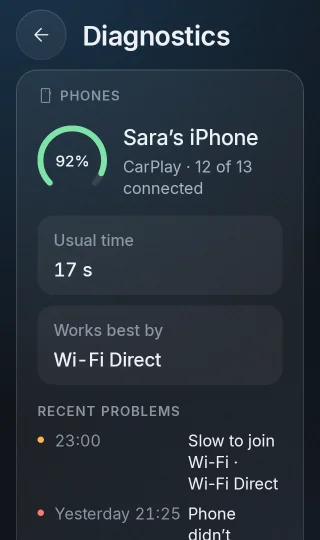 Diagnostics
PHONES
92%
Sara’s iPhone
CarPlay · 12 of 13
connected
Usual time
17 s
Works best by
Wi-Fi Direct
RECENT PROBLEMS
23:00 Slow to join
Wi-Fi ·
Wi-Fi Direct
Yesterday 21:25 Phone
didn’t